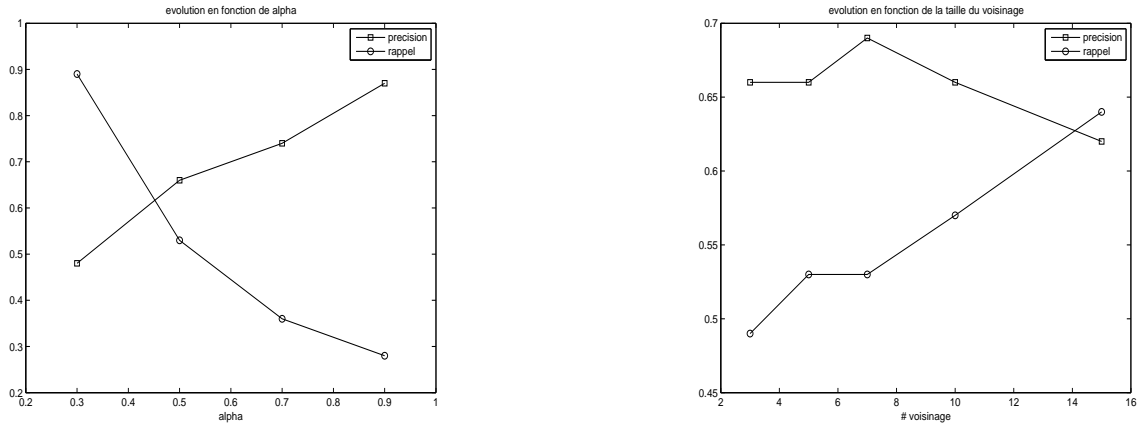 evolution en fonction de alpha
precision
rappel
1
0.9
0.8
0.7
0.6
0.5
0.4
0.3
0.2
0.2 0.3 0.4 0.5 0.6 0.7 0.8 0.9 1
alpha
evolution en fonction de la taille du voisinage
precision
rappel
0.7
0.65
0.6
0.55
0.5
0.45
2 4 6 8 10 12 14 16
# voisinage